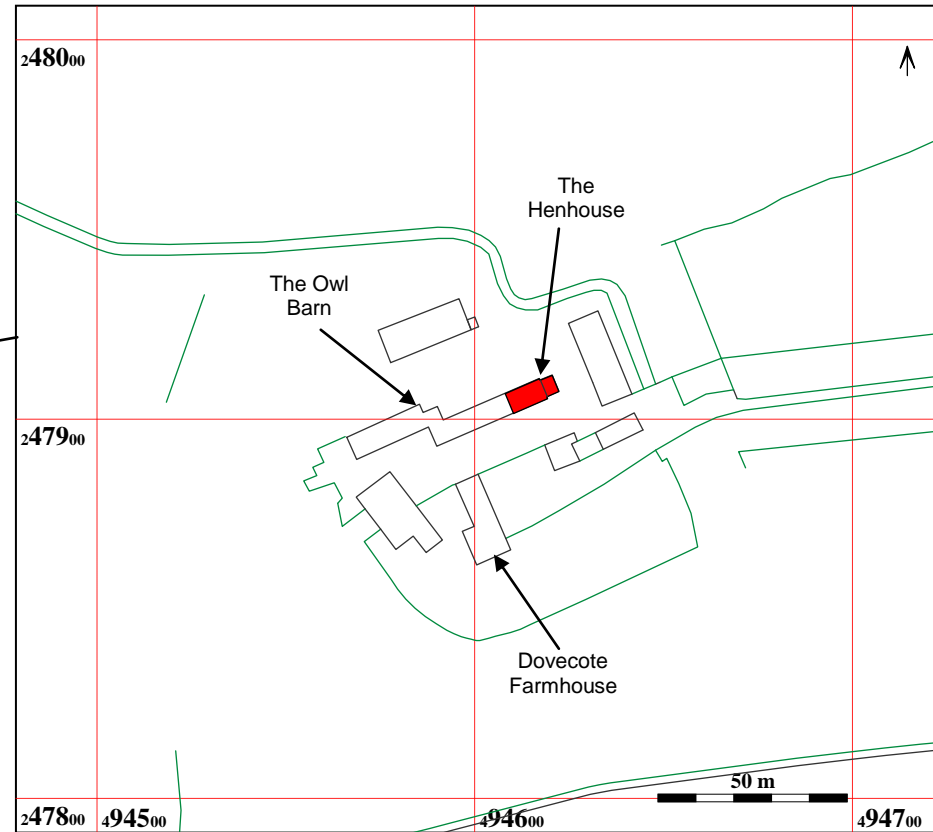 248000
The
Henhouse
The Owl
Barn
247900
Dovecote
Farmhouse
50 m
247800
494500
494600
494700